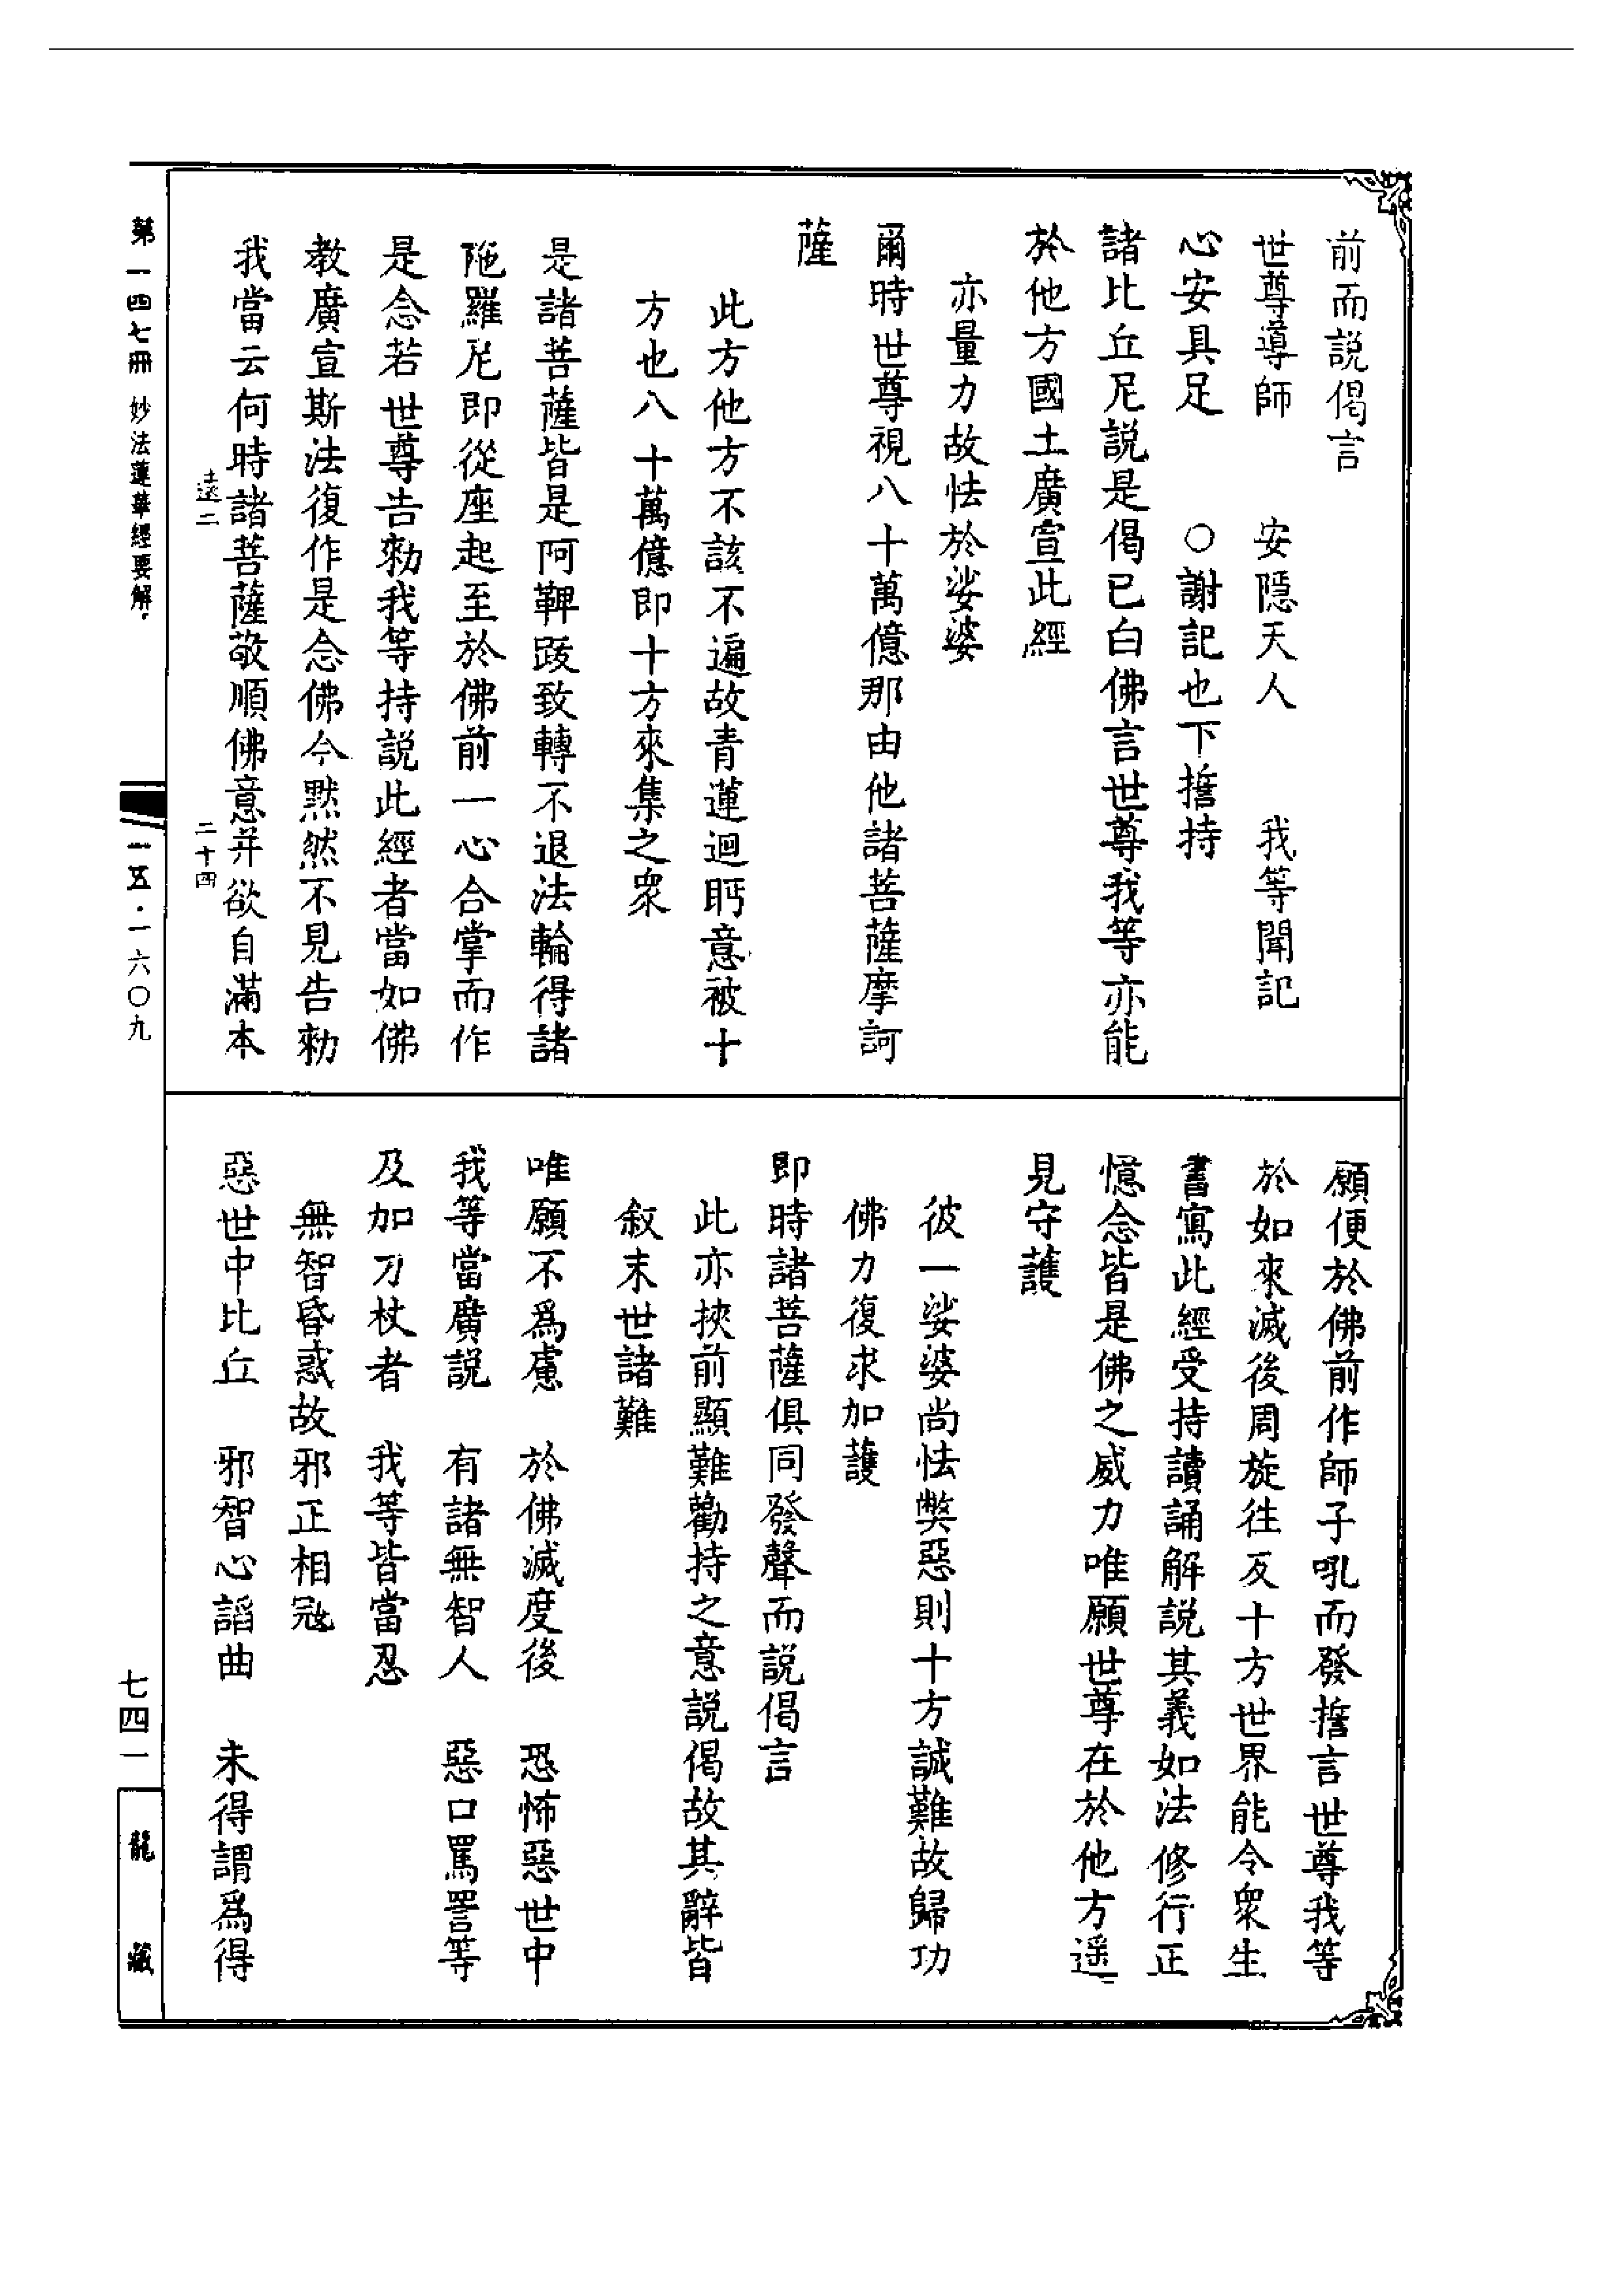 前而説偈言
世尊導師　安隱天人　我等聞記
心安具足　○謝記也下誓持
諸比丘尼説是偈已白佛言世尊我等亦能
於他方國土廣宣此經
亦量力故怯於娑婆
爾時世尊視八十萬億那由他諸菩薩摩訶
薩
此方他方不該不遍故青蓮迴眄意被十
方也八十萬億即十方來集之衆
是諸菩薩皆是阿鞞跋致轉不退法輪得諸
陁羅尼即從座起至於佛前一心合掌而作
是念若世尊告勑我等持説此經者當如佛
教廣宣斯法復作是念佛今黙然不見告勑
我當云何時諸菩薩敬順佛意并欲自滿本
遠二
二十四
願便於佛前作師子吼而發誓言世尊我等
於如來滅後周旋往反十方世界能令衆生
書寫此經受持讀誦解説其義如法修行正
憶念皆是佛之威力唯願世尊在於他方遥
見守護
彼一娑婆尚怯弊惡則十方誠難故歸功
佛力復求加護
即時諸菩薩俱同發聲而説偈言
此亦挾前顯難勸持之意説偈故其辭皆
叙末世諸難
唯願不爲慮　於佛滅度後　恐怖惡世中
我等當廣説　有諸無智人　惡口罵詈等
及加刀杖者　我等皆當忍
無智昏惑故邪正相冦
惡世中比丘　邪智心諂曲　未得謂爲得
第一四七冊　妙法蓮華經要解．
一五．一六〇九
七四一
龍藏